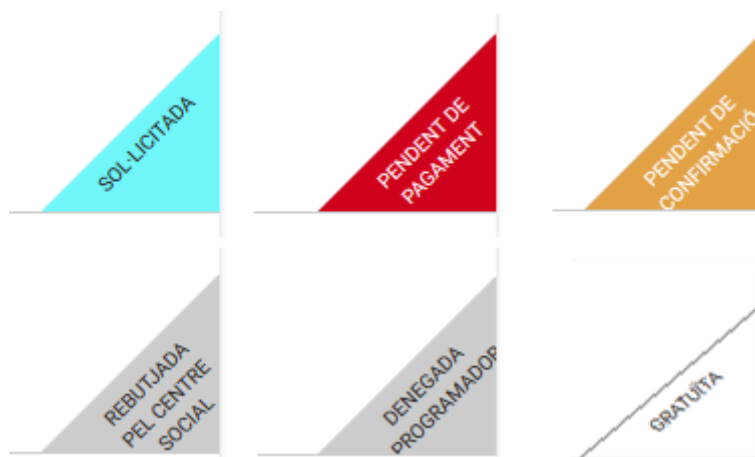 SOL·LICITADA
PENDENT DE
PAGAMENT
PENDENT DE
CONFIRMACIÓ
REBUTJADA
PEL CENTRE
SOCIAL
DENEGADA
PROGRAMADOR
GRATUÏTA